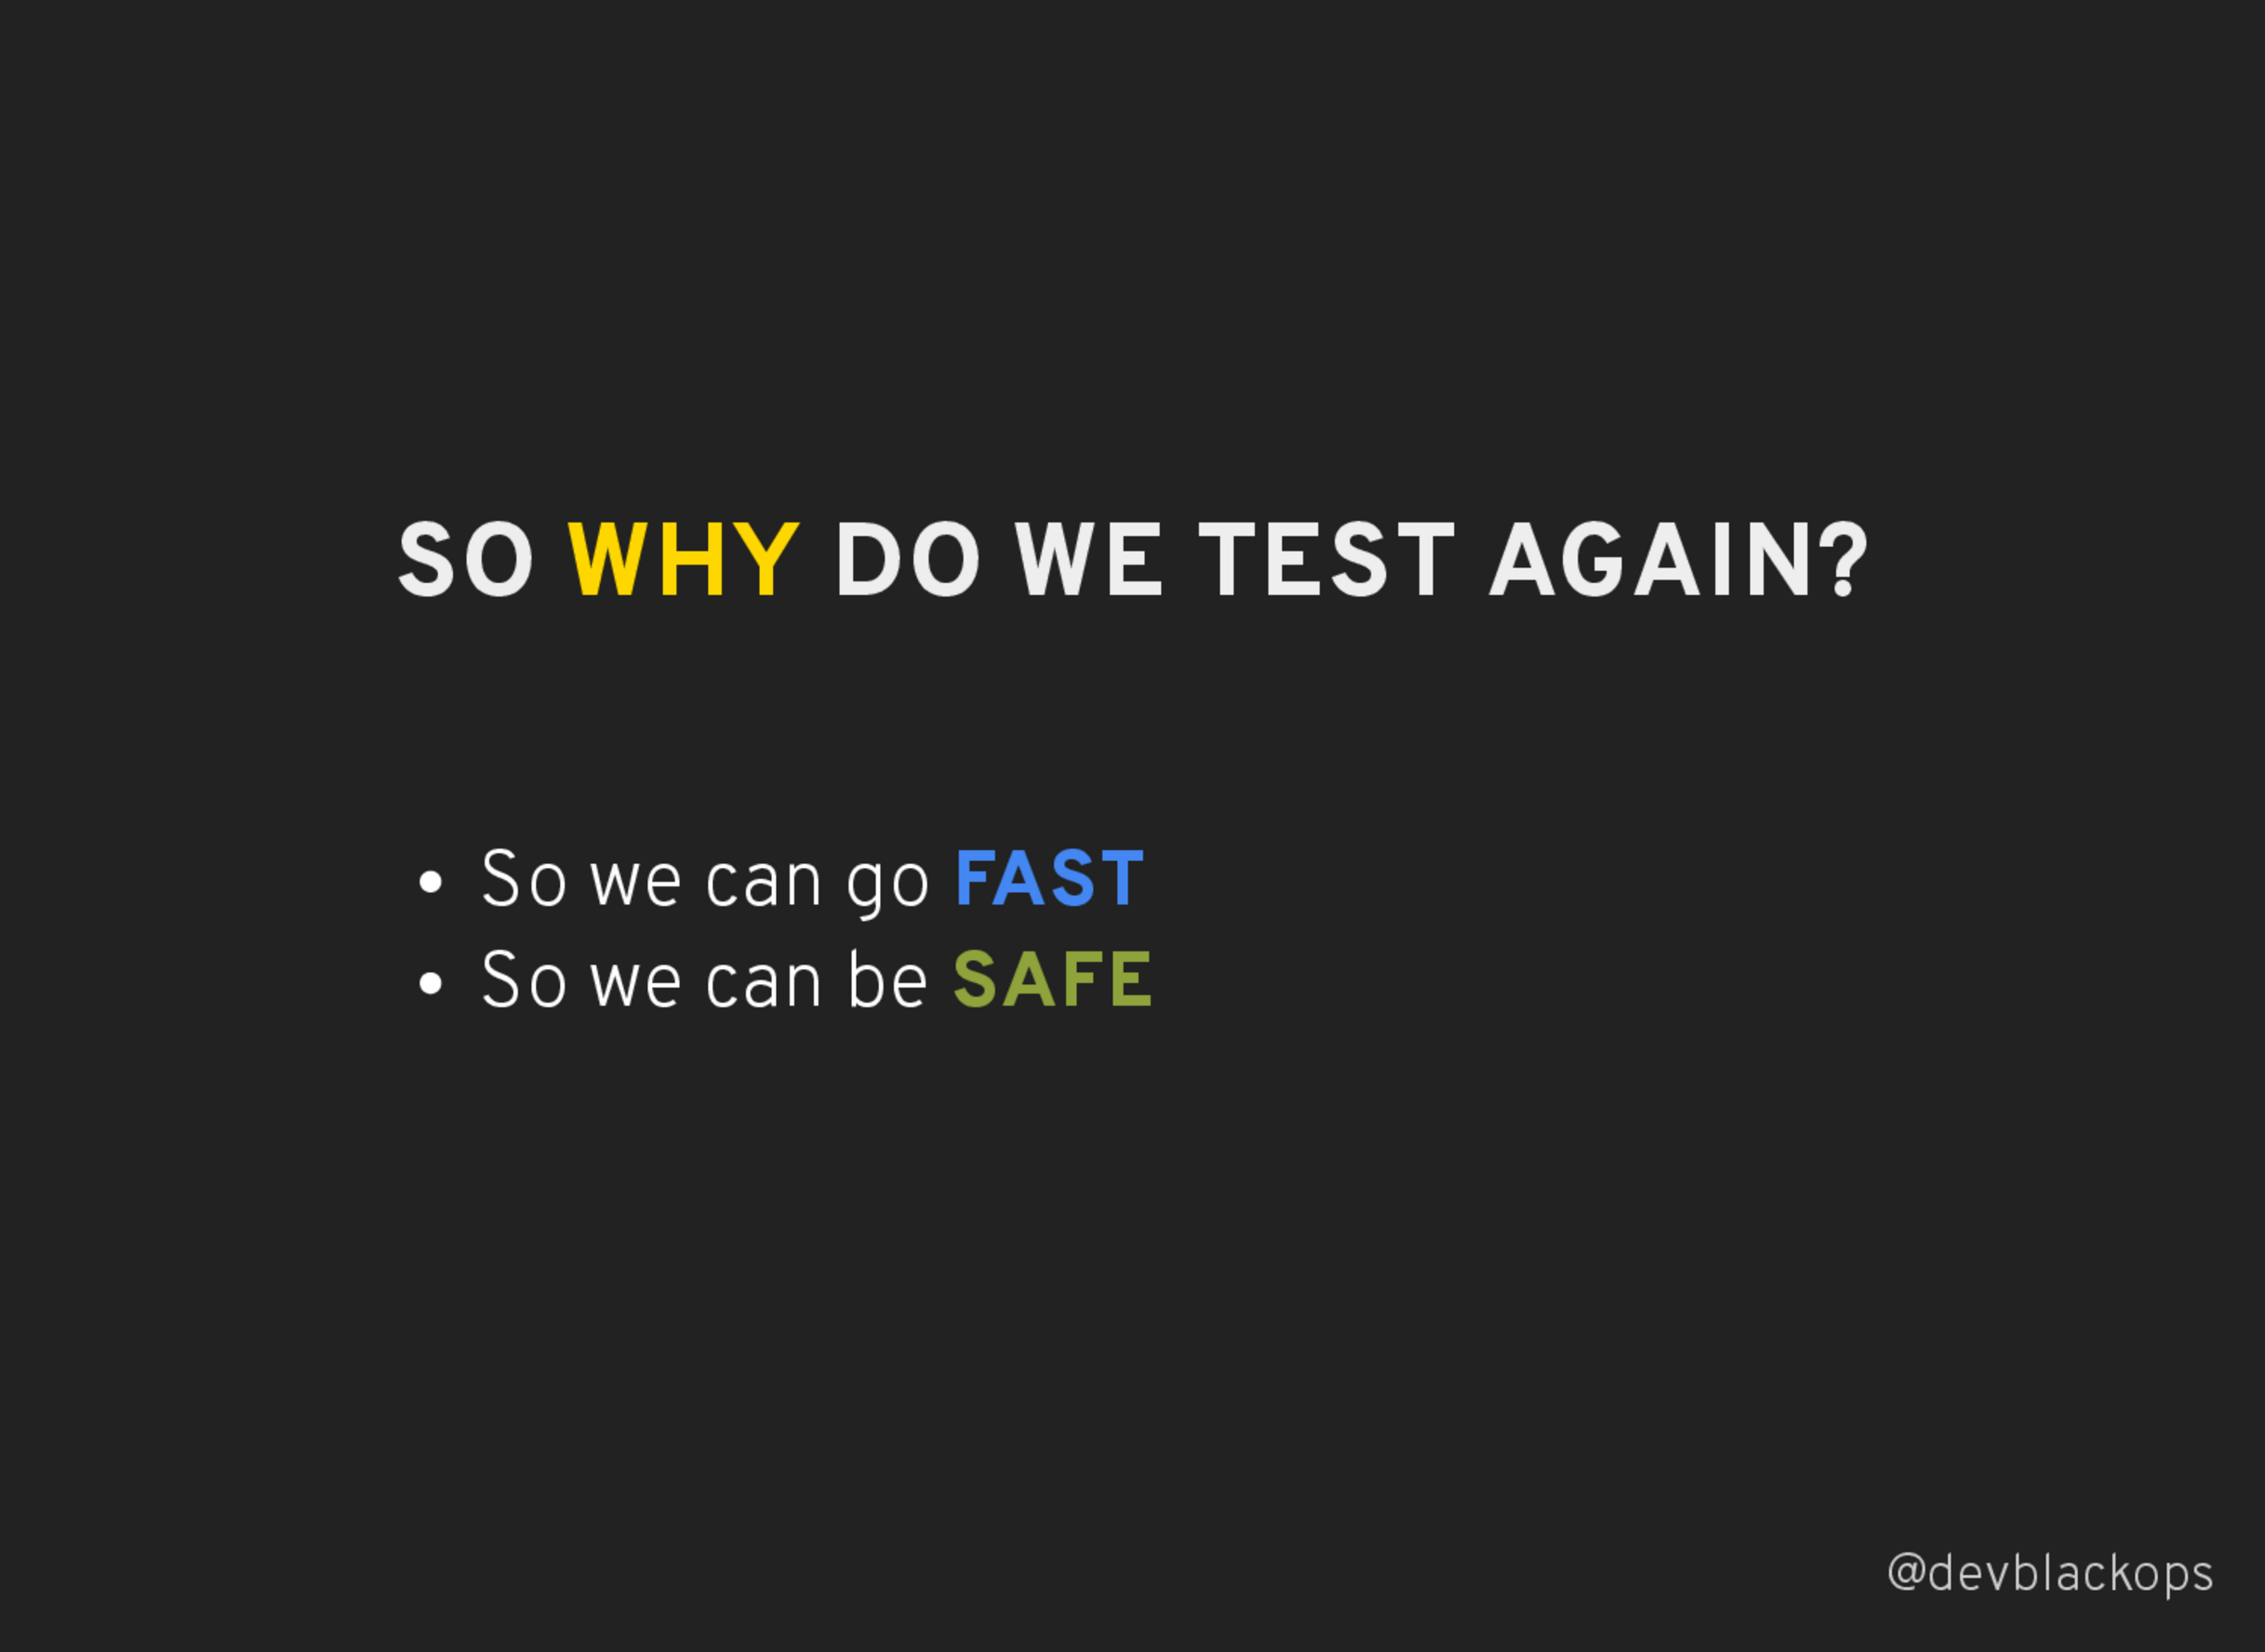 SO WHY DO WE TEST AGAIN?
• So we can go FAST
• So we can be SAFE
@devblackops